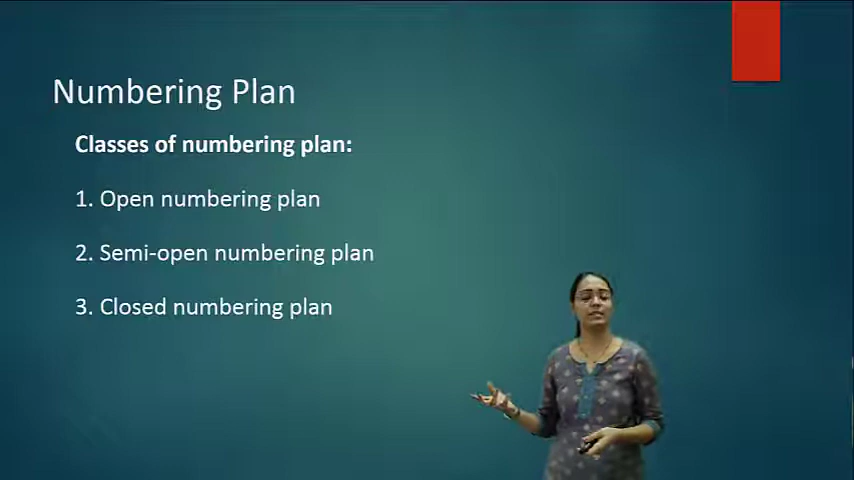 Numbering Plan
Classes of numbering plan:
1. Open numbering plan
2. Semi-open numbering plan
3. Closed numbering plan